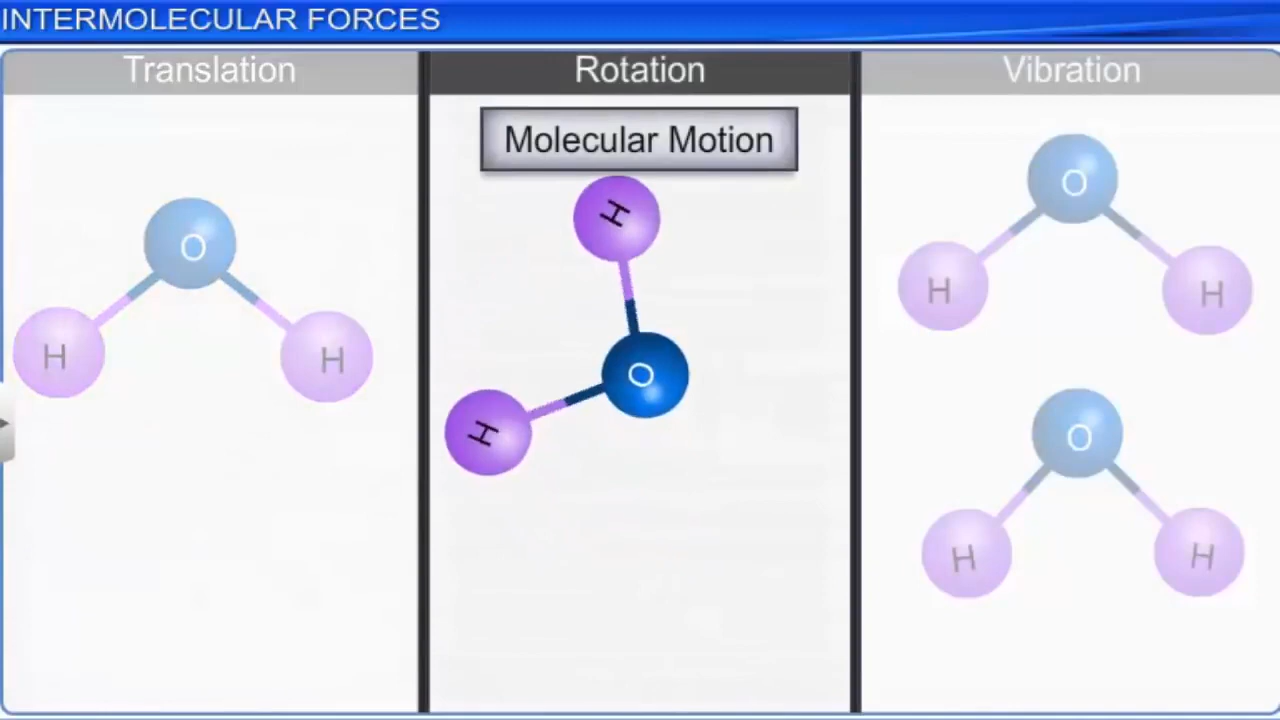 INTERMOLECULAR FORCES
Translation
Rotation
Vibration
Molecular Motion
O
H
H
H
O
H
O
H
H
O
H
H